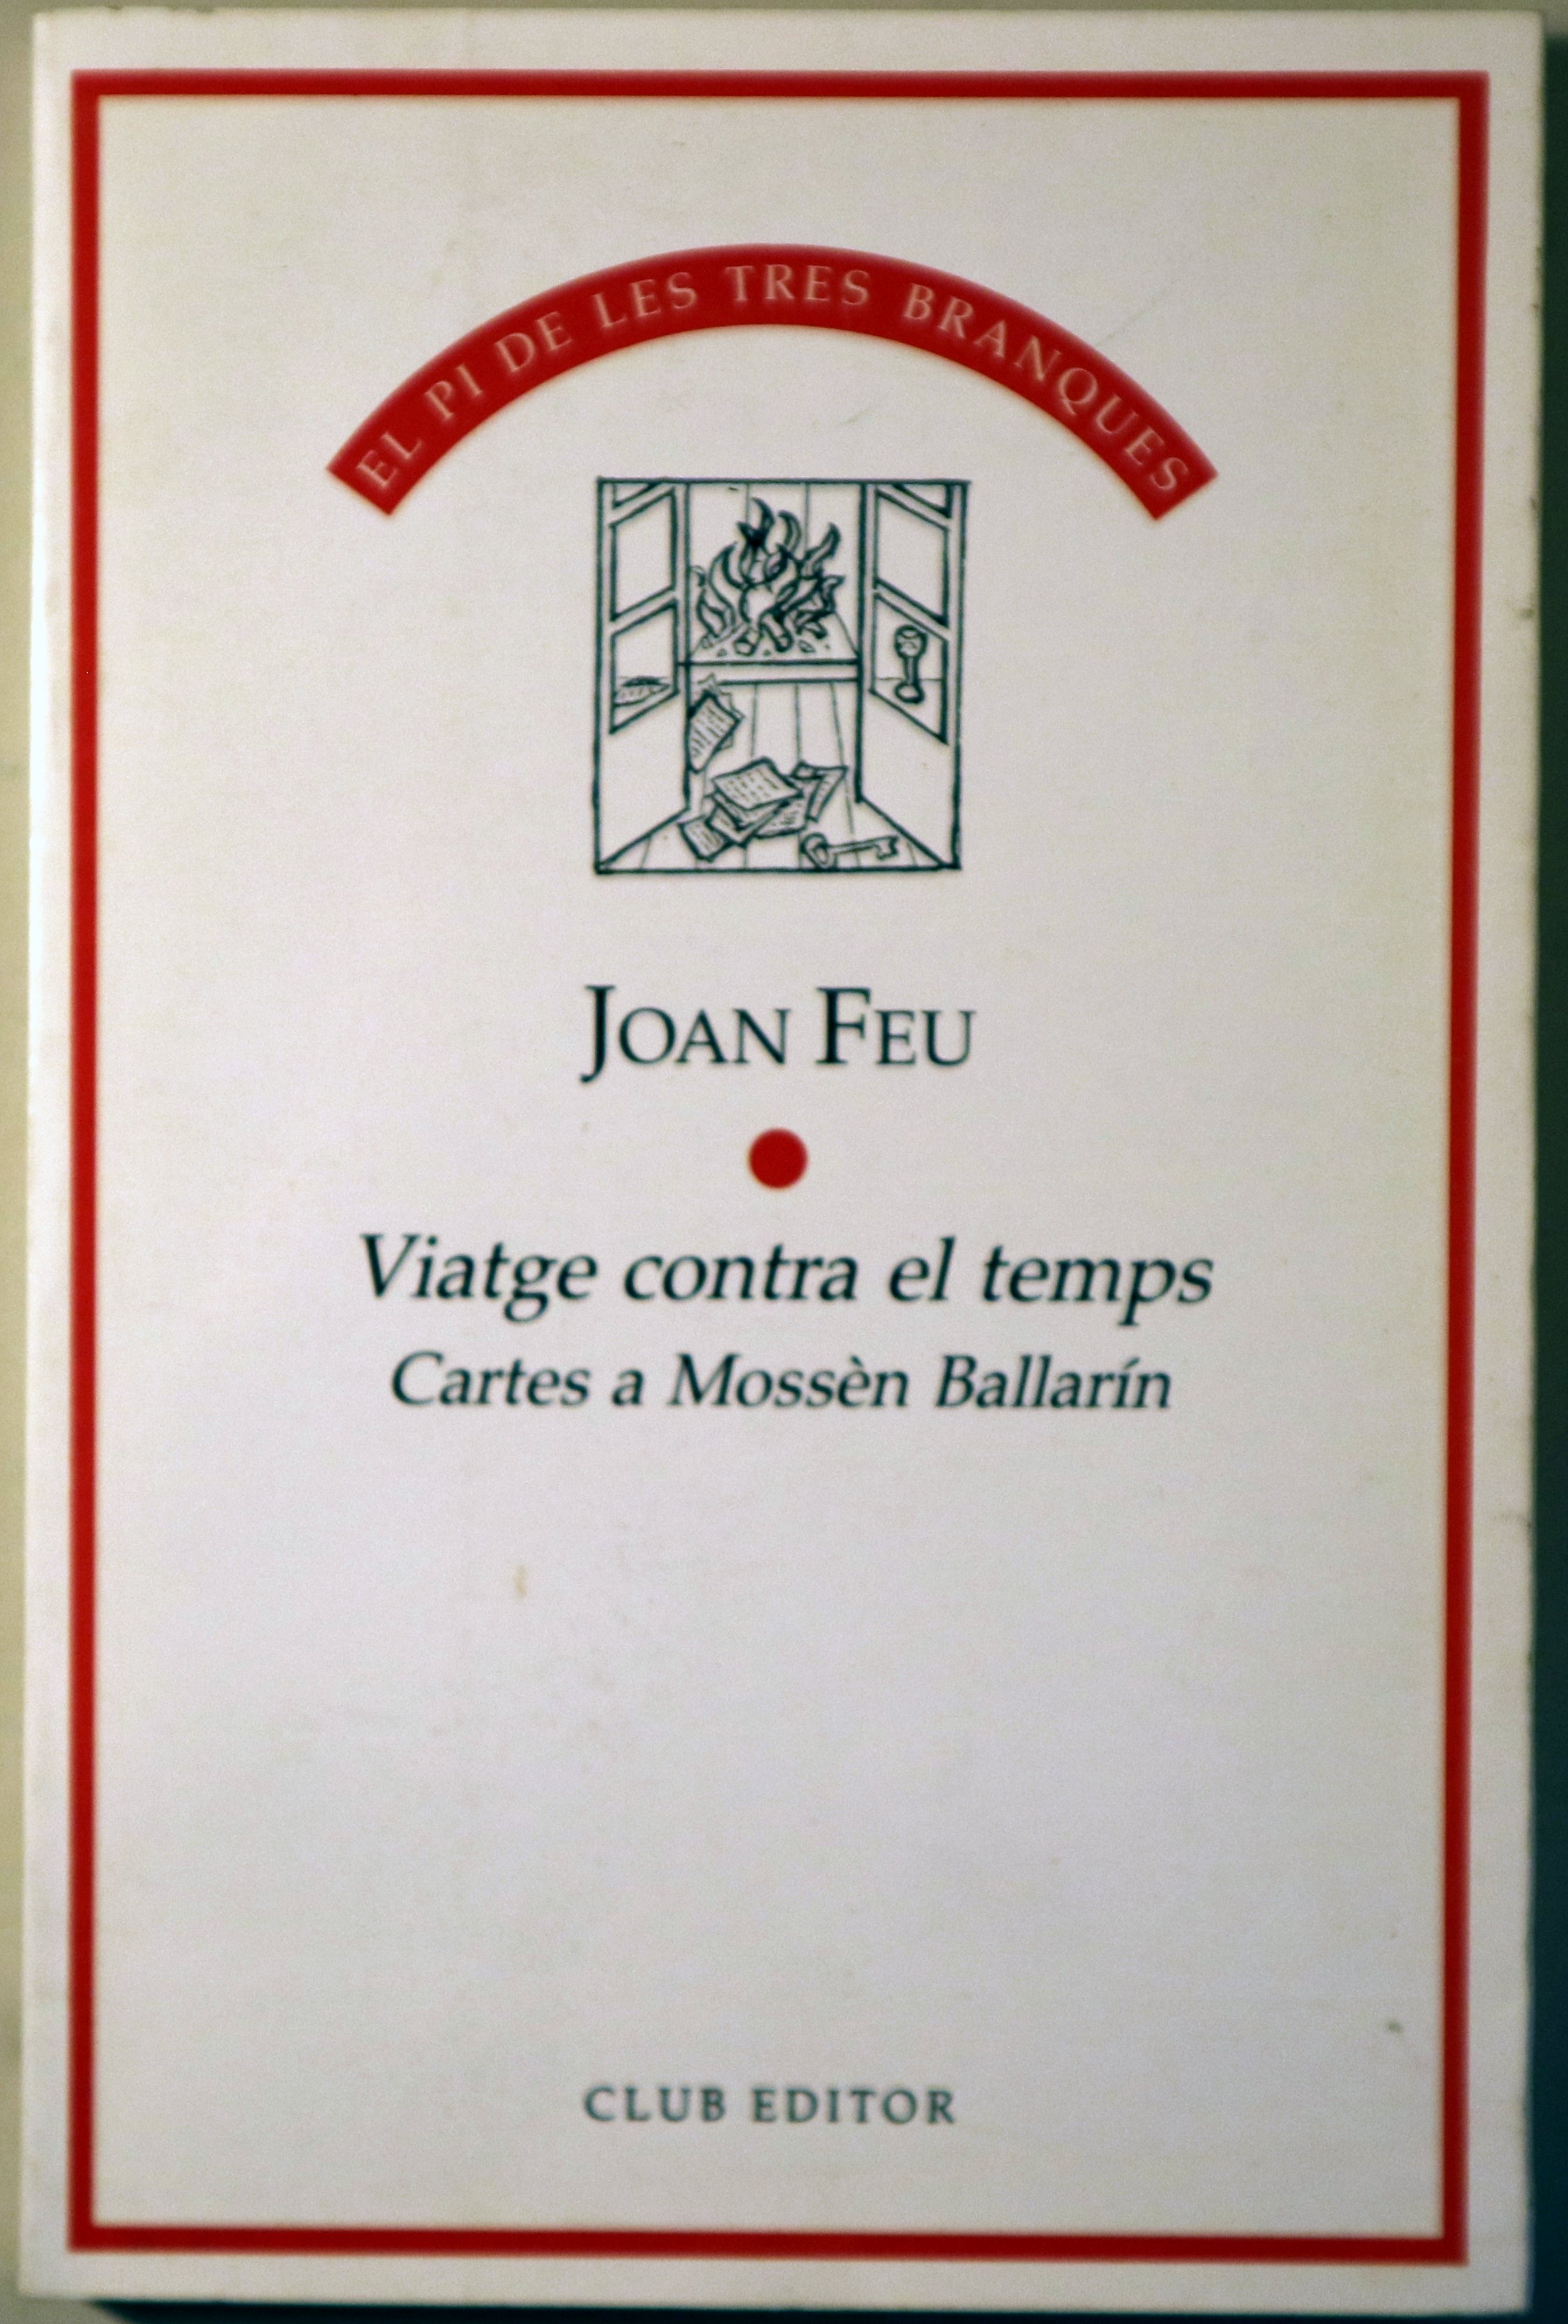 EL PI DE LES TRES BRANQUES
JOAN FEU
Viatge contra el temps
Cartes a Mossèn Ballarín
CLUB EDITOR